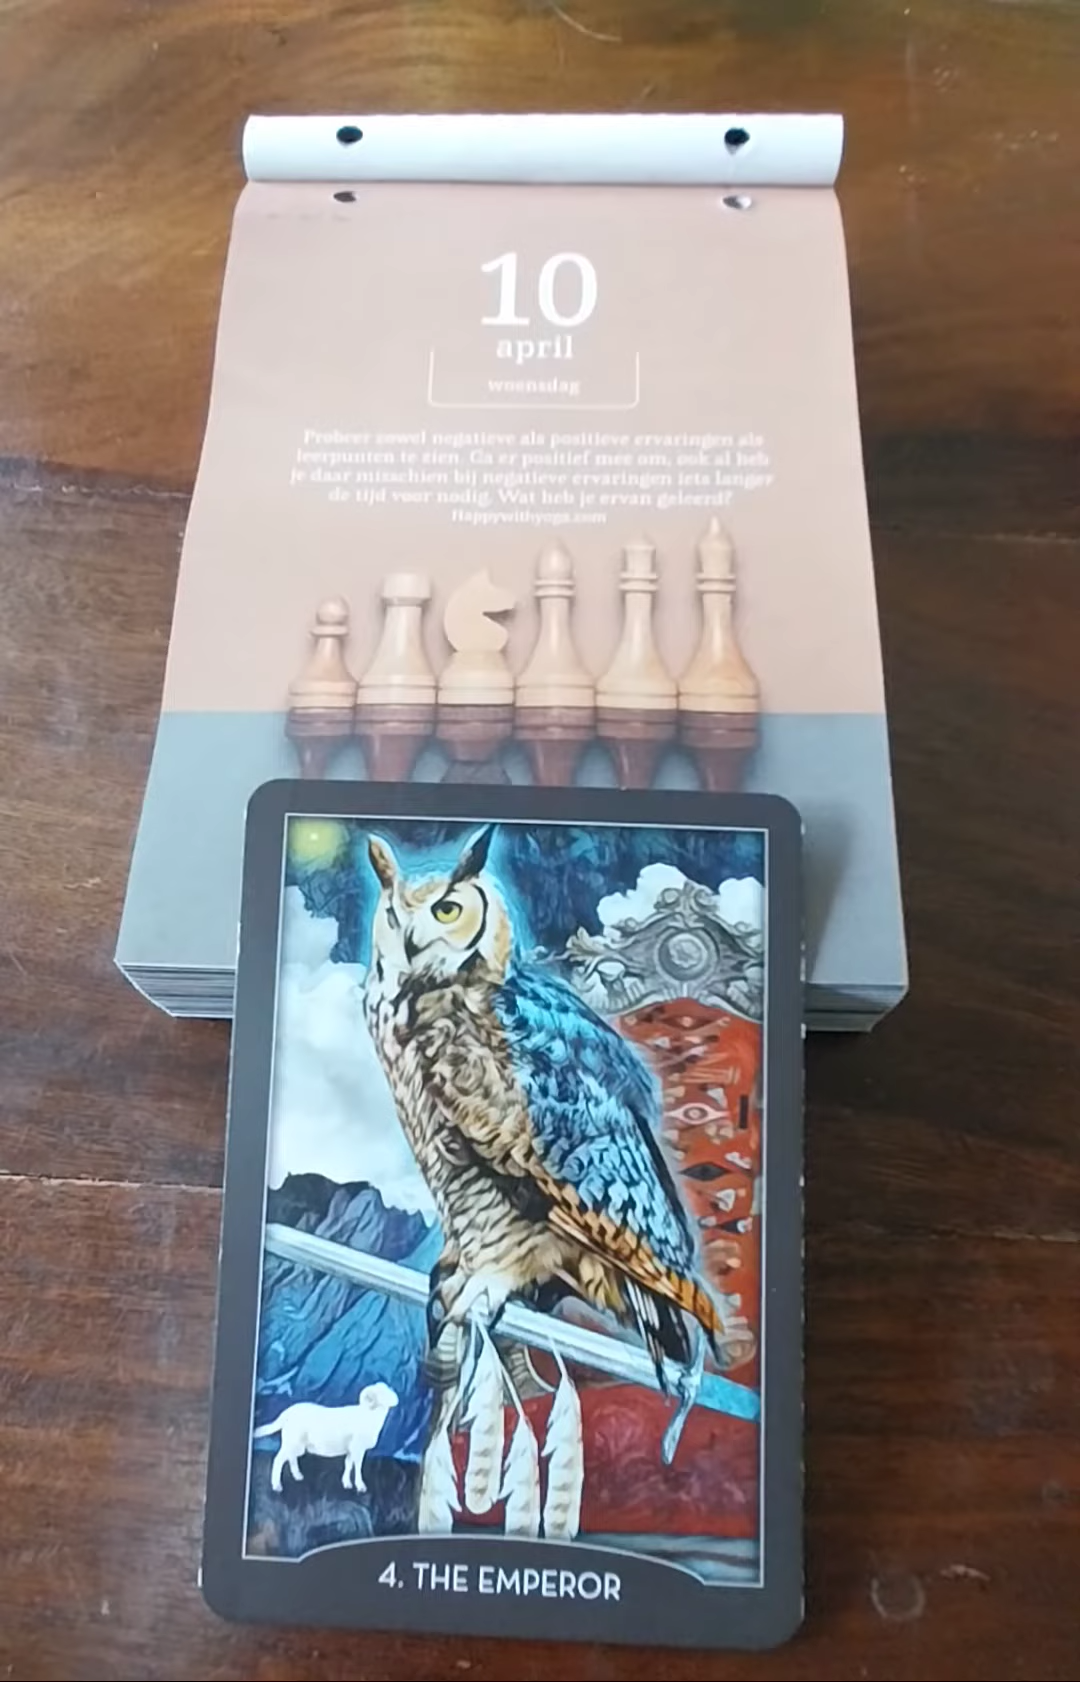 10
april
woensdag
Probeer zowel negatieve als positieve ervaringen als
leerpunten te zien. Ga er positief mee om, ook al heb
je daar misschien bij negatieve ervaringen iets langer
de tijd voor nodig. Wat heb je ervan geleerd?
Happywithyoga.com
4. THE EMPEROR